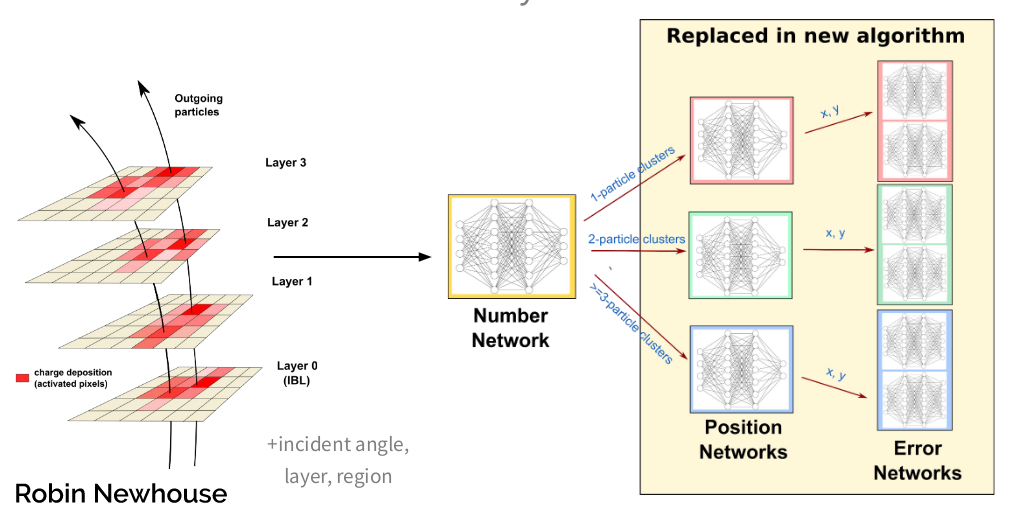 Replaced in new algorithm
Outgoing
particles
Layer 3
Layer 2
Layer 1
Layer 0
(IBL)
charge deposition
(activated pixels)
+incident angle,
layer, region
Robin Newhouse
Number
Network
1-particle clusters
2-particle clusters
>=3-particle clusters
x, y
x, y
x, y
Position
Networks
Error
Networks